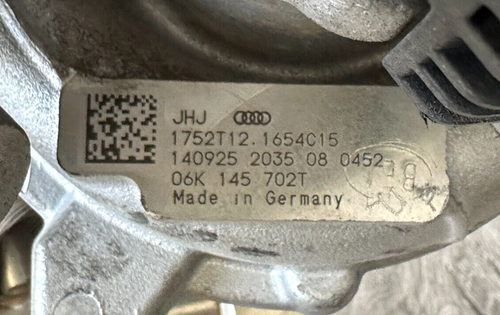 JHJ
1752T12.1654C15
140925 2035 08 0452
06K 145 702T
Made in Germany